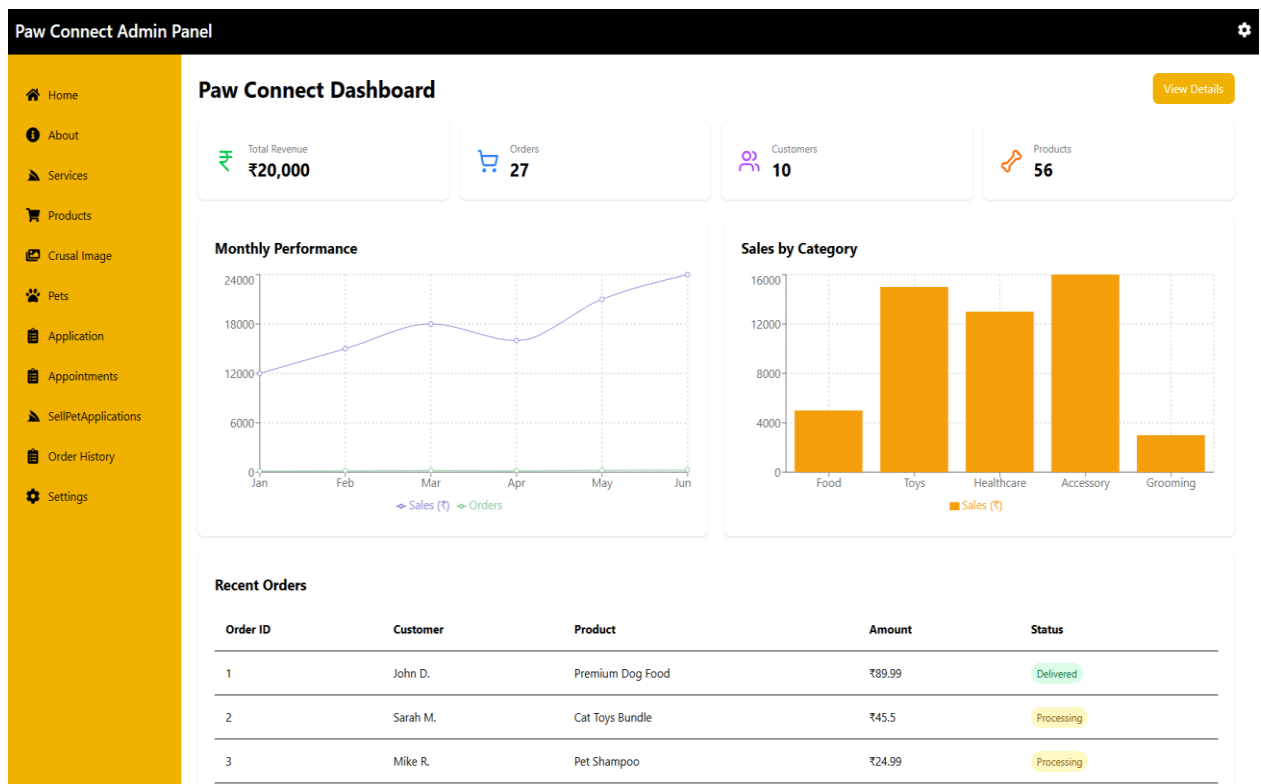 Paw Connect Admin Panel
Home
About
Services
Products
Crusal Image
Pets
Application
Appointments
SellPetApplications
Order History
Settings
Paw Connect Dashboard
View Details
Total Revenue
₹20,000
Orders
27
Customers
10
Products
56
Monthly Performance
24000
18000
12000
6000
0
Jan Feb Mar Apr May Jun
Sales (₹) Orders
Sales by Category
16000
12000
8000
4000
0
Food Toys Healthcare Accessory Grooming
Sales (₹)
Recent Orders
Order ID Customer Product Amount Status
1 John D. Premium Dog Food ₹89.99 Delivered
2 Sarah M. Cat Toys Bundle ₹45.5 Processing
3 Mike R. Pet Shampoo ₹24.99 Processing